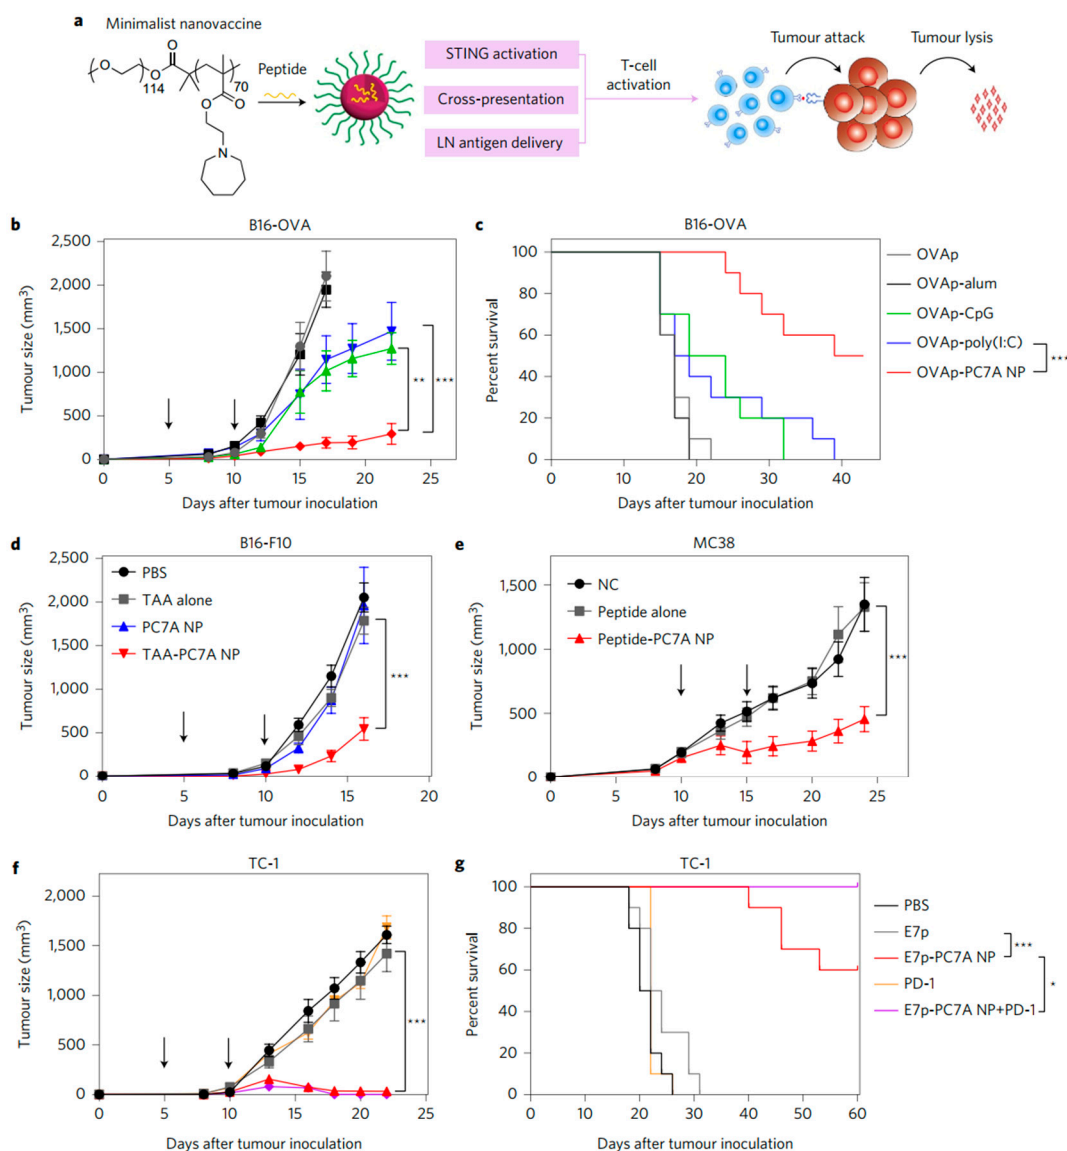 a
Minimalist nanovaccine
O
O
114
O
70
O
O
N
Peptide
STING activation
Cross-presentation
LN antigen delivery
T-cell
activation
Tumour attack
Tumour lysis
b
B16-OVA
Tumour size (mm³)
2,500
2,000
1,500
1,000
500
0
** ***
0 5 10 15 20 25
Days after tumour inoculation
c
B16-OVA
Percent survival
100
80
60
40
20
0
0 10 20 30 40
Days after tumour inoculation
OVAp
OVAp-alum
OVAp-CpG
OVAp-poly(I:C)
OVAp-PC7A NP
***
d
B16-F10
Tumour size (mm³)
2,500
2,000
1,500
1,000
500
0
PBS
TAA alone
PC7A NP
TAA-PC7A NP
***
0 5 10 15 20
Days after tumour inoculation
e
MC38
Tumour size (mm³)
1,500
1,000
500
0
NC
Peptide alone
Peptide-PC7A NP
***
0 5 10 15 20 25
Days after tumour inoculation
f
TC-1
Tumour size (mm³)
2,000
1,500
1,000
500
0
***
0 5 10 15 20 25
Days after tumour inoculation
g
TC-1
Percent survival
100
80
60
40
20
0
0 10 20 30 40 50 60
Days after tumour inoculation
PBS
E7p
E7p-PC7A NP
PD-1
E7p-PC7A NP+PD-1
***
*